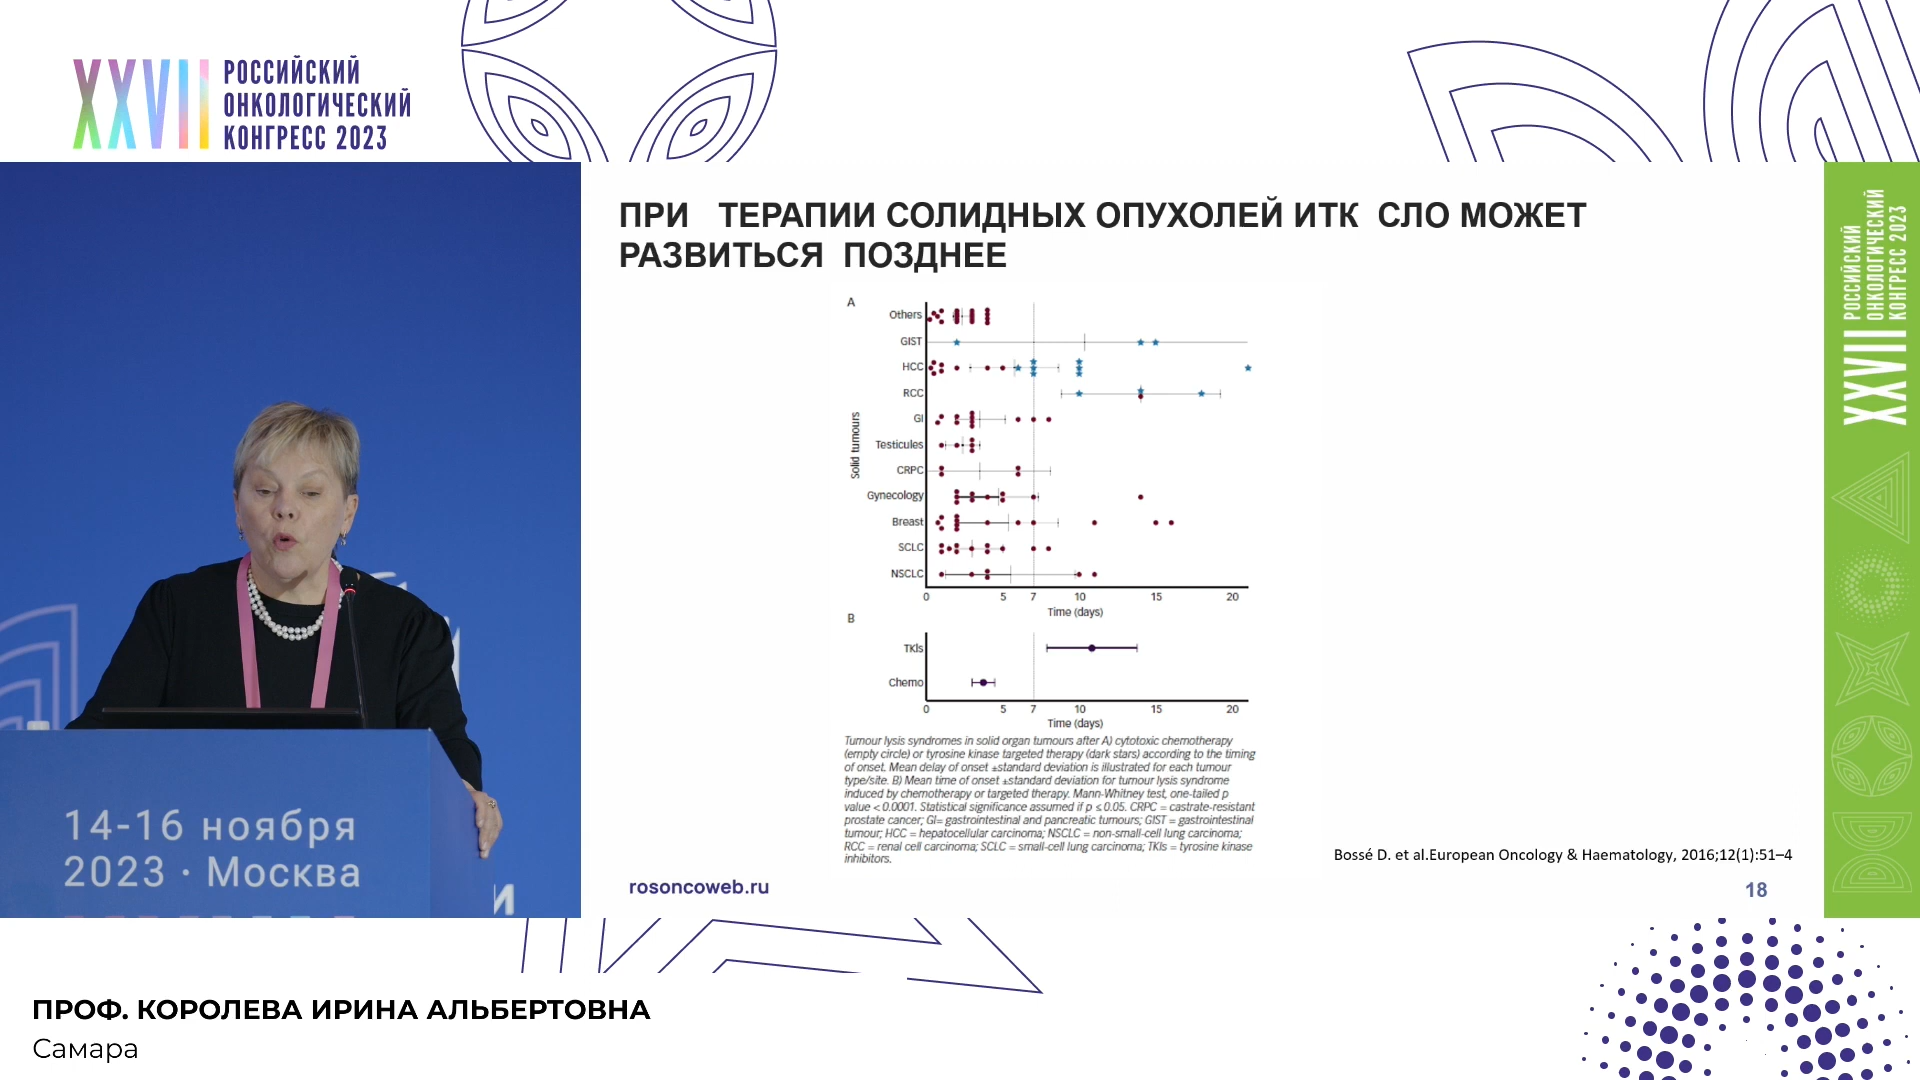 XXVII
РОССИЙСКИЙ
ОНКОЛОГИЧЕСКИЙ
КОНГРЕСС 2023
ПРИ ТЕРАПИИ СОЛИДНЫХ ОПУХОЛЕЙ ИТК СЛО МОЖЕТ
РАЗВИТЬСЯ ПОЗДНЕЕ
A
Solid tumours
Others
GIST
HCC
RCC
GI
Testicules
CRPC
Gynecology
Breast
SCLC
NSCLC
0 5 7 10 15 20
Time (days)
B
TKIs
Chemo
0 5 7 10 15 20
Time (days)
Tumour lysis syndromes in solid organ tumours after A) cytotoxic chemotherapy
(empty circle) or tyrosine kinase targeted therapy (dark stars) according to the timing
of onset. Mean delay of onset ±standard deviation is illustrated for each tumour
type/site. B) Mean time of onset ±standard deviation for tumour lysis syndrome
induced by chemotherapy or targeted therapy. Mann-Whitney test, one-tailed p
value <0.0001. Statistical significance assumed if p ≤0.05. CRPC = castrate-resistant
prostate cancer; GI= gastrointestinal and pancreatic tumours; GIST = gastrointestinal
tumour; HCC = hepatocellular carcinoma; NSCLC = non-small-cell lung carcinoma;
RCC = renal cell carcinoma; SCLC = small-cell lung carcinoma; TKIs = tyrosine kinase
inhibitors.
Bossé D. et al.European Oncology & Haematology, 2016;12(1):51–4
rosoncoweb.ru
18
XXVII
РОССИЙСКИЙ
ОНКОЛОГИЧЕСКИЙ
КОНГРЕСС 2023
14-16 ноября
2023 · Москва
ПРОФ. КОРОЛЕВА ИРИНА АЛЬБЕРТОВНА
Самара